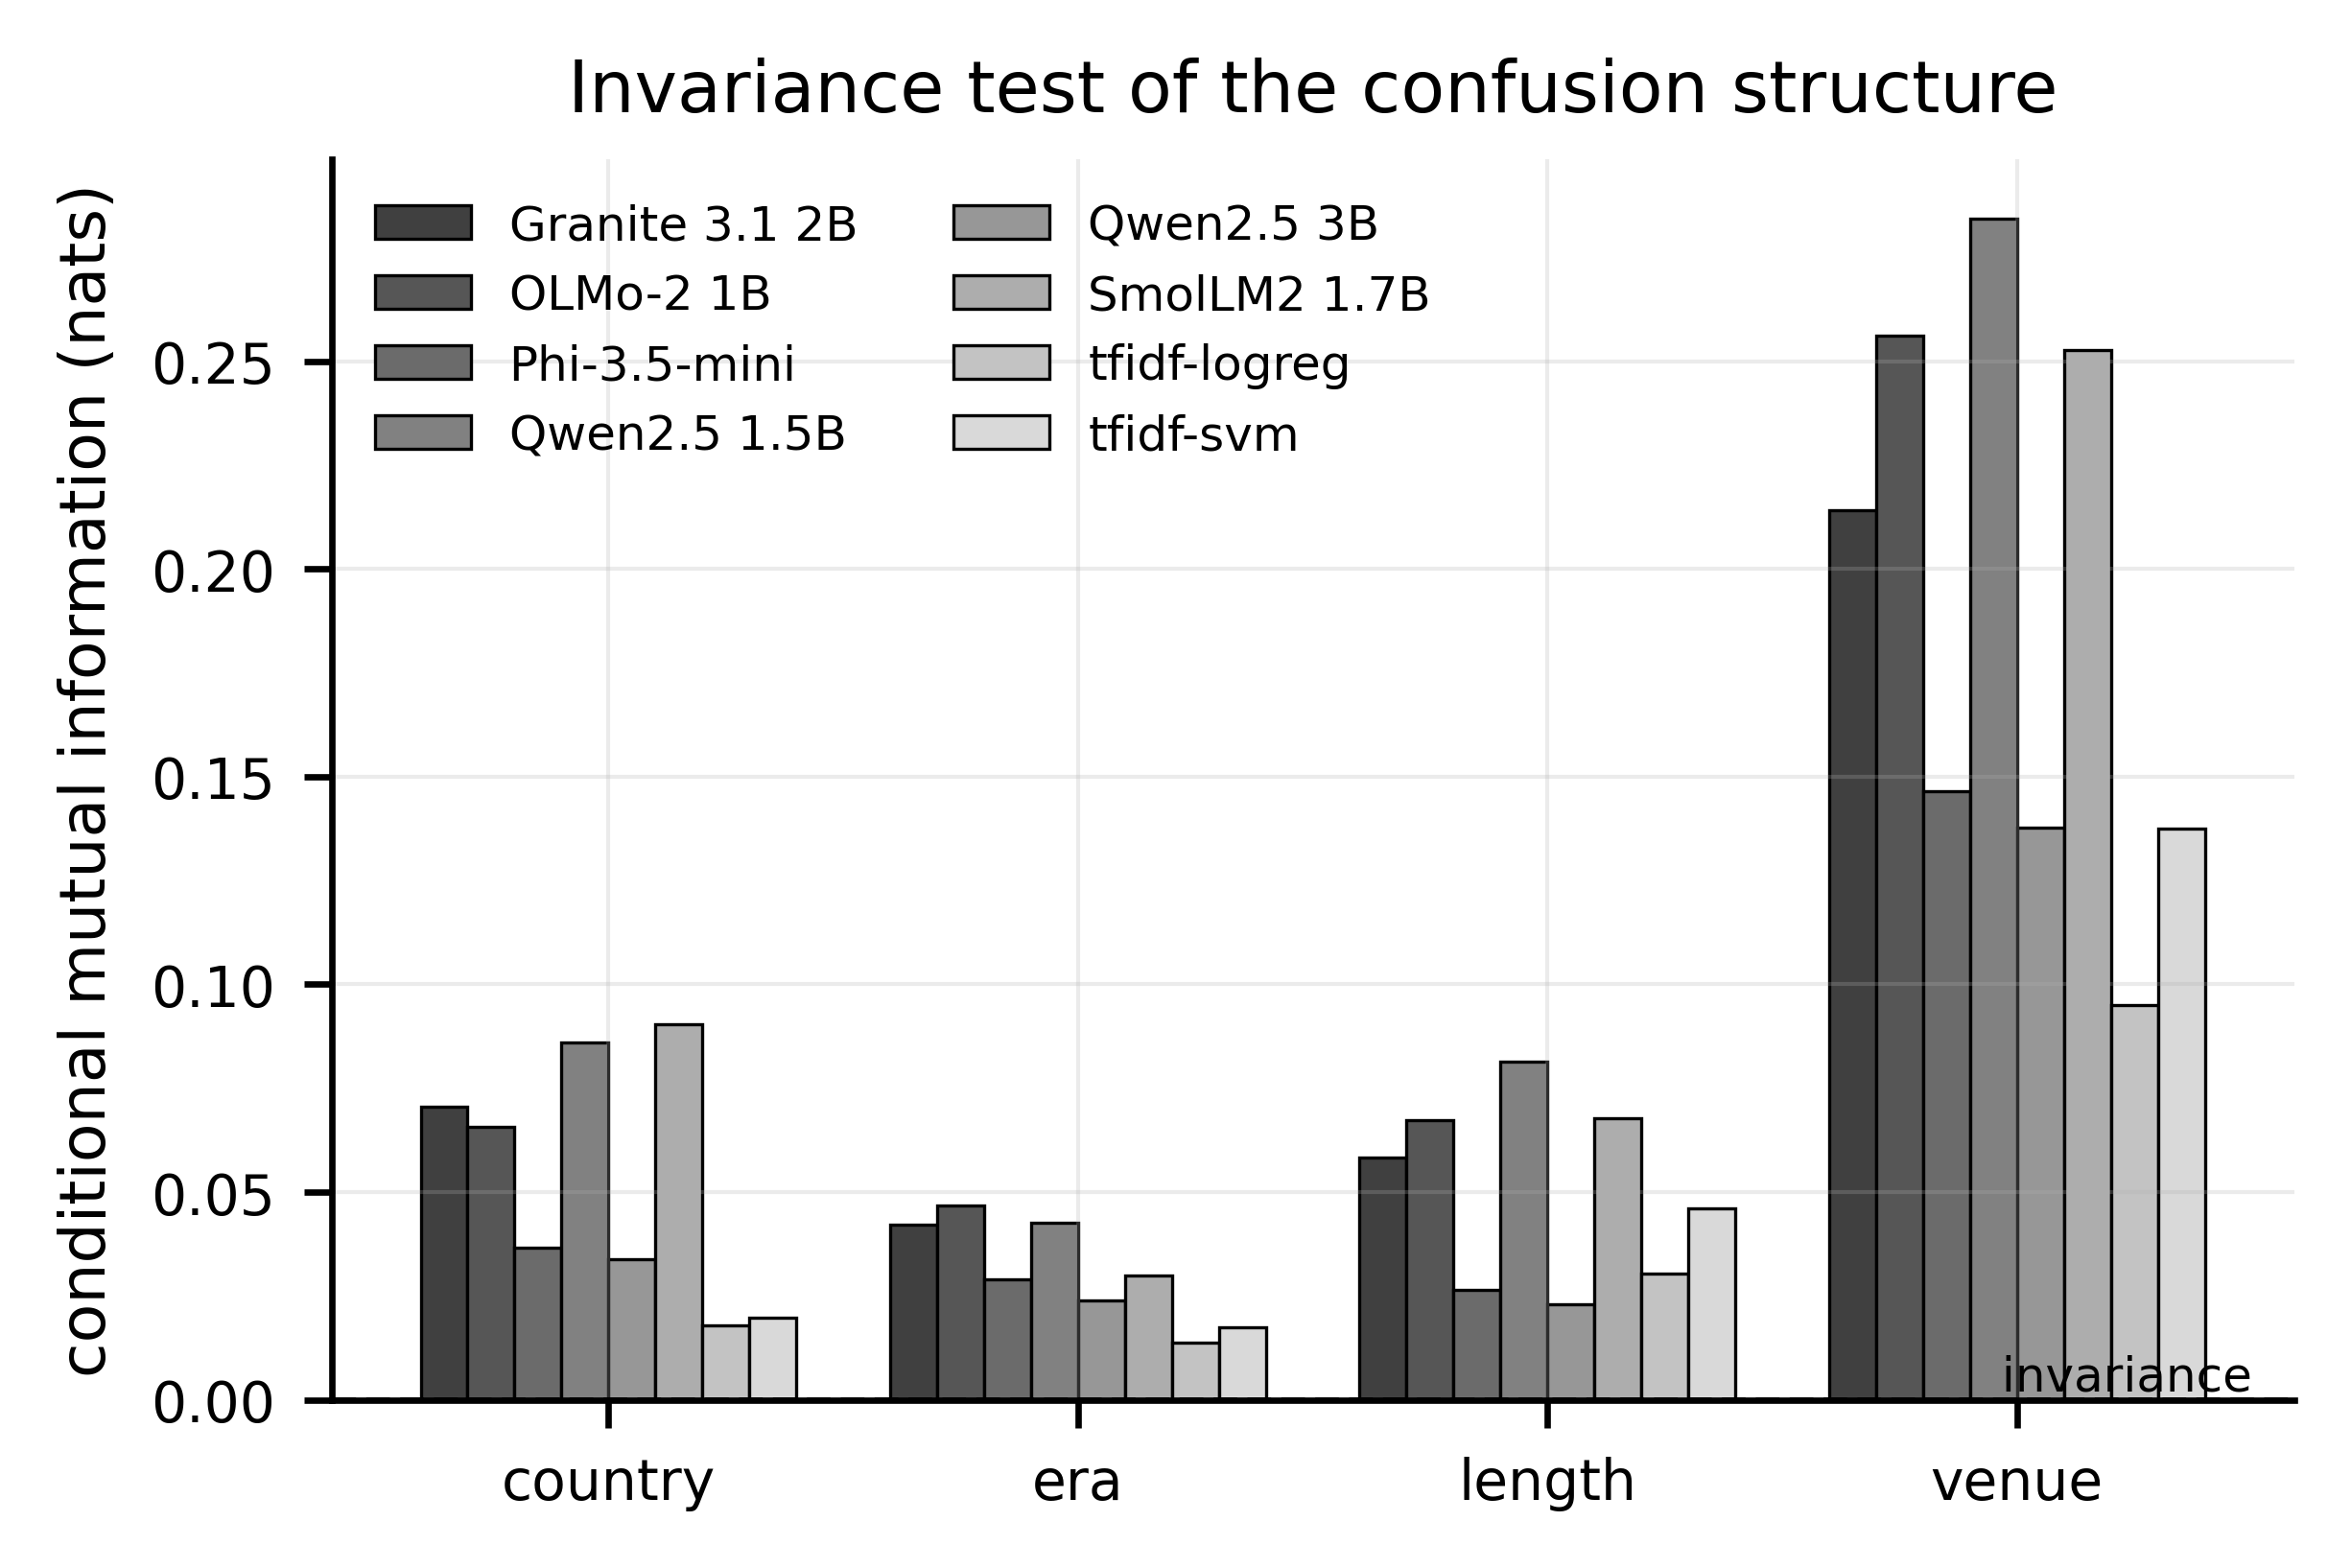 Invariance test of the confusion structure
conditional mutual information (nats)
Granite 3.1 2B
OLMo-2 1B
Phi-3.5-mini
Qwen2.5 1.5B
Qwen2.5 3B
SmolLM2 1.7B
tfidf-logreg
tfidf-svm
0.25
0.20
0.15
0.10
0.05
0.00
invariance
country
era
length
venue